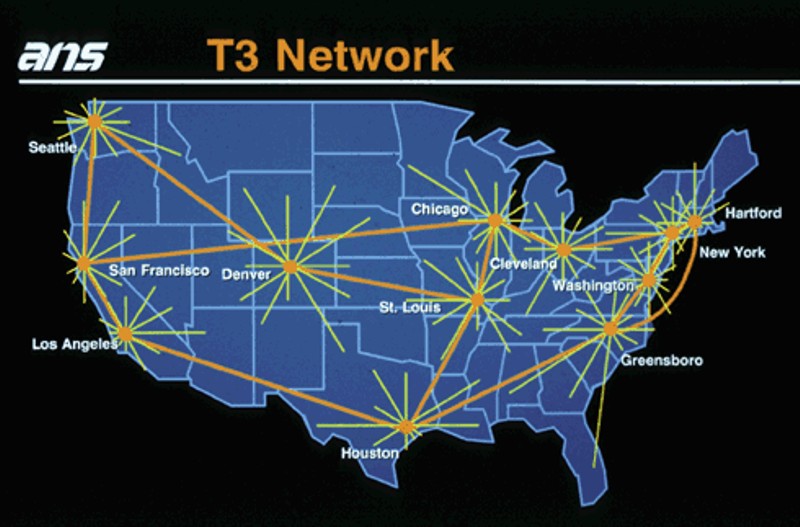 ans
T3 Network
Seattle
Chicago
Hartford
New York
San Francisco
Denver
Cleveland
Washington
St. Louis
Los Angeles
Greensboro
Houston